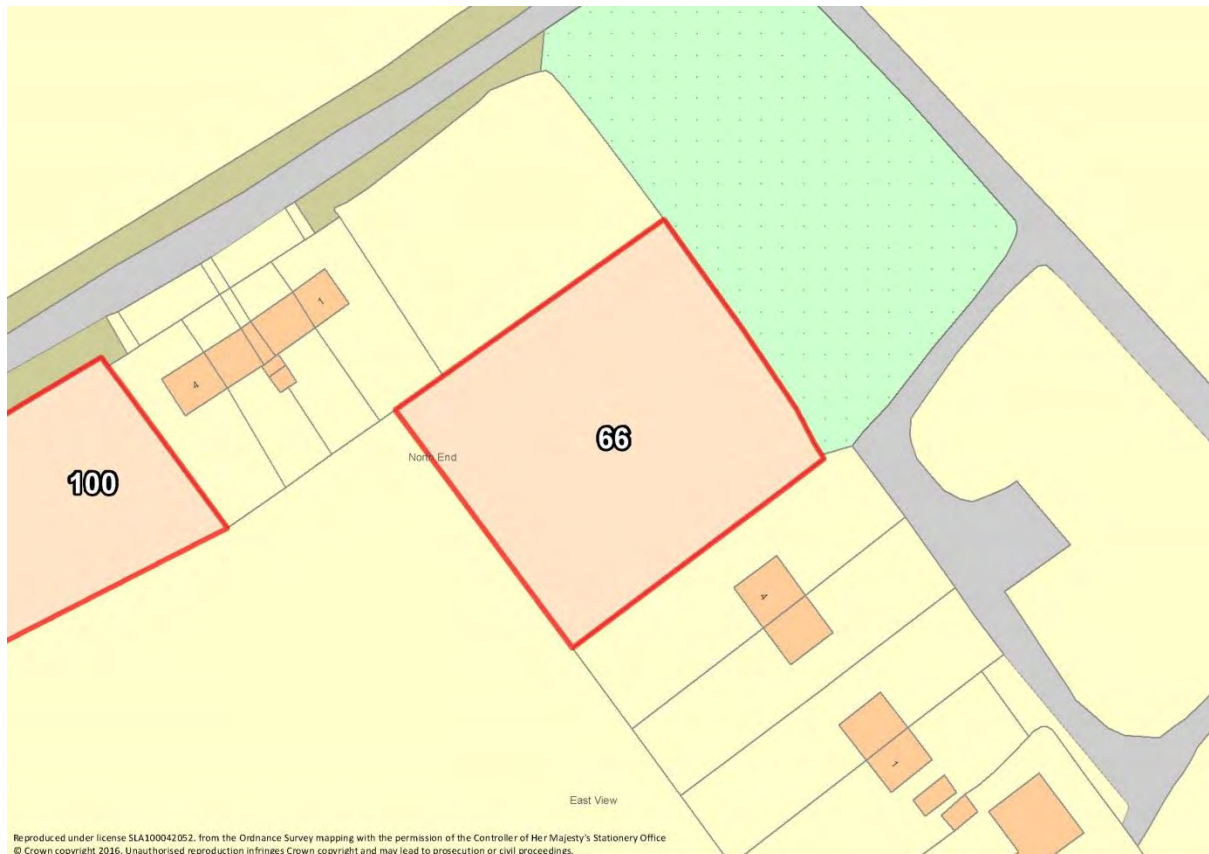 1
4
66
North End
100
4
1
East View
Reproduced under license SLA100042052. from the Ordnance Survey mapping with the permission of the Controller of Her Majesty's Stationery Office
© Crown copyright 2016. Unauthorised reproduction infringes Crown copyright and may lead to prosecution or civil proceedings.